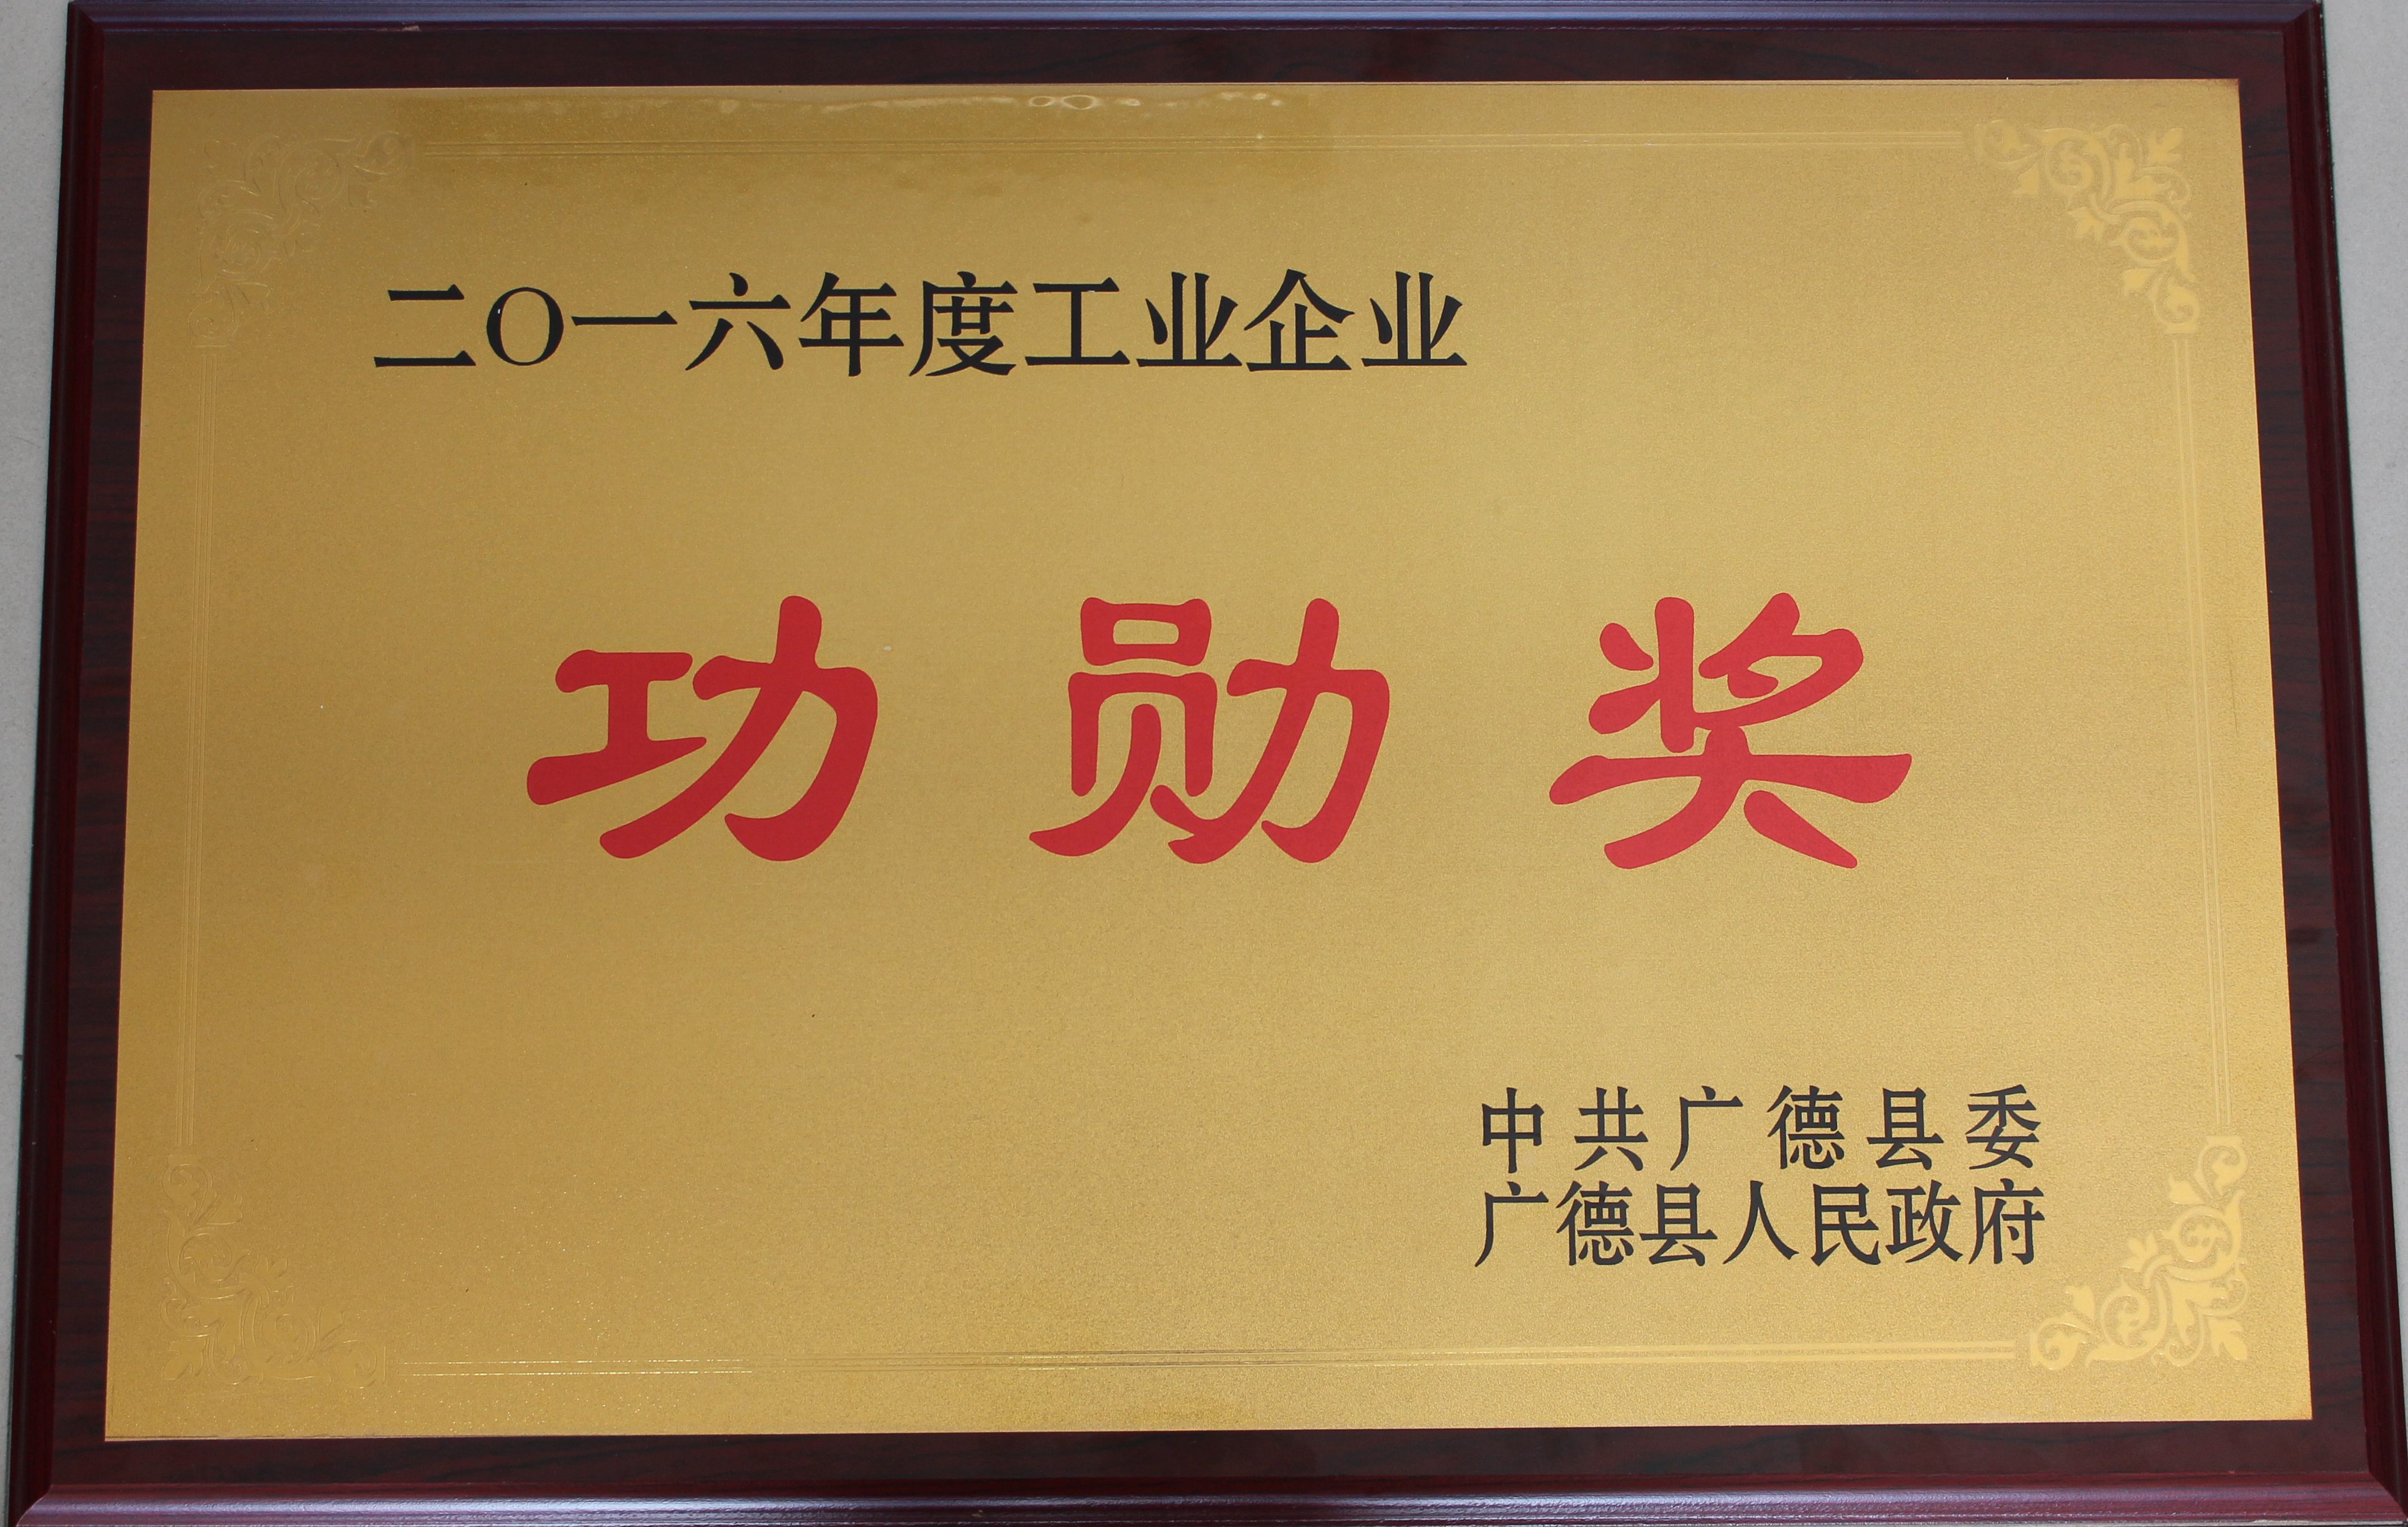 二〇一六年度工业企业
功勋奖
中共广德县委
广德县人民政府